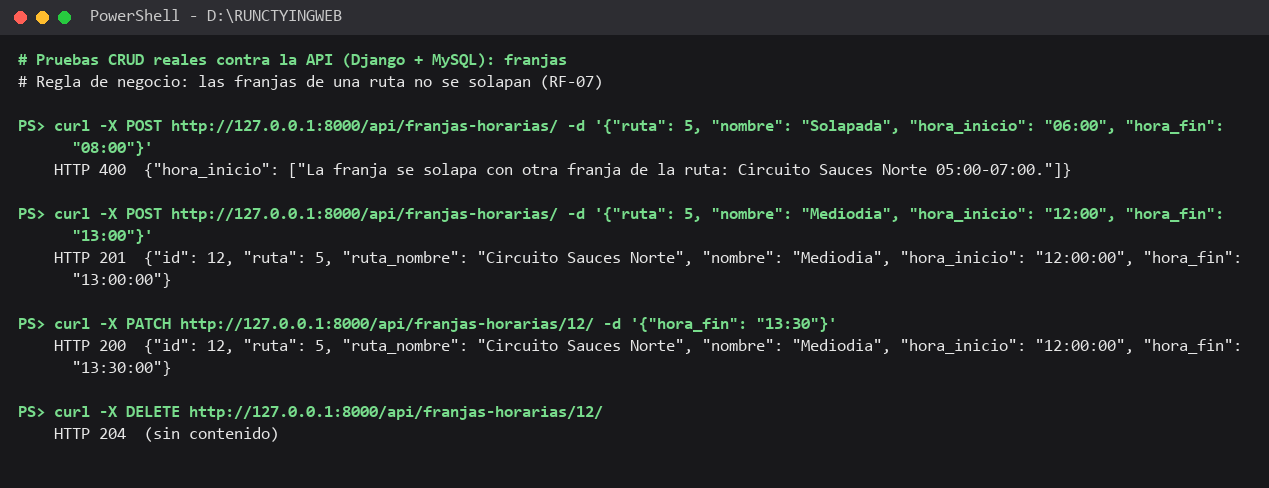 PowerShell - D:\RUNCTYINGWEB
# Pruebas CRUD reales contra la API (Django + MySQL): franjas
# Regla de negocio: las franjas de una ruta no se solapan (RF-07)
PS> curl -X POST http://127.0.0.1:8000/api/franjas-horarias/ -d '{"ruta": 5, "nombre": "Solapada", "hora_inicio": "06:00", "hora_fin":
"08:00"}'
HTTP 400  {"hora_inicio": ["La franja se solapa con otra franja de la ruta: Circuito Sauces Norte 05:00-07:00."]}
PS> curl -X POST http://127.0.0.1:8000/api/franjas-horarias/ -d '{"ruta": 5, "nombre": "Mediodia", "hora_inicio": "12:00", "hora_fin":
"13:00"}'
HTTP 201  {"id": 12, "ruta": 5, "ruta_nombre": "Circuito Sauces Norte", "nombre": "Mediodia", "hora_inicio": "12:00:00", "hora_fin":
"13:00:00"}
PS> curl -X PATCH http://127.0.0.1:8000/api/franjas-horarias/12/ -d '{"hora_fin": "13:30"}'
HTTP 200  {"id": 12, "ruta": 5, "ruta_nombre": "Circuito Sauces Norte", "nombre": "Mediodia", "hora_inicio": "12:00:00", "hora_fin":
"13:30:00"}
PS> curl -X DELETE http://127.0.0.1:8000/api/franjas-horarias/12/
HTTP 204  (sin contenido)